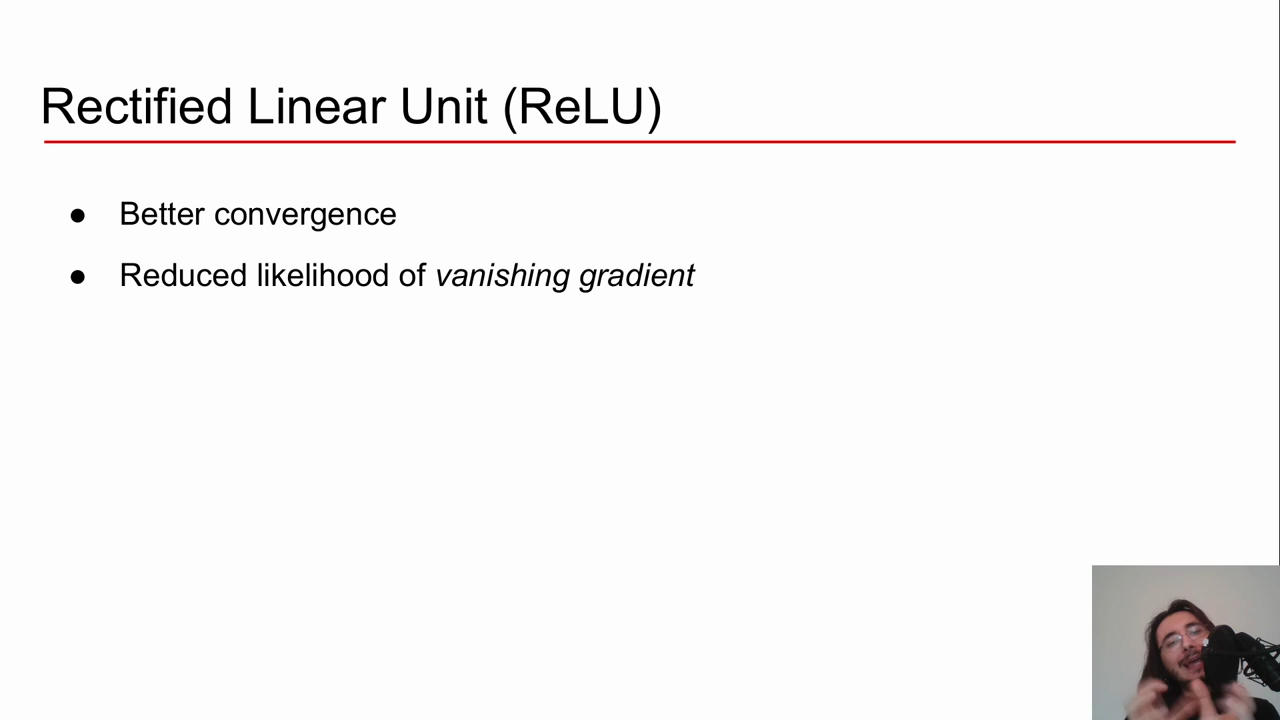 Rectified Linear Unit (ReLU)
● Better convergence
● Reduced likelihood of vanishing gradient